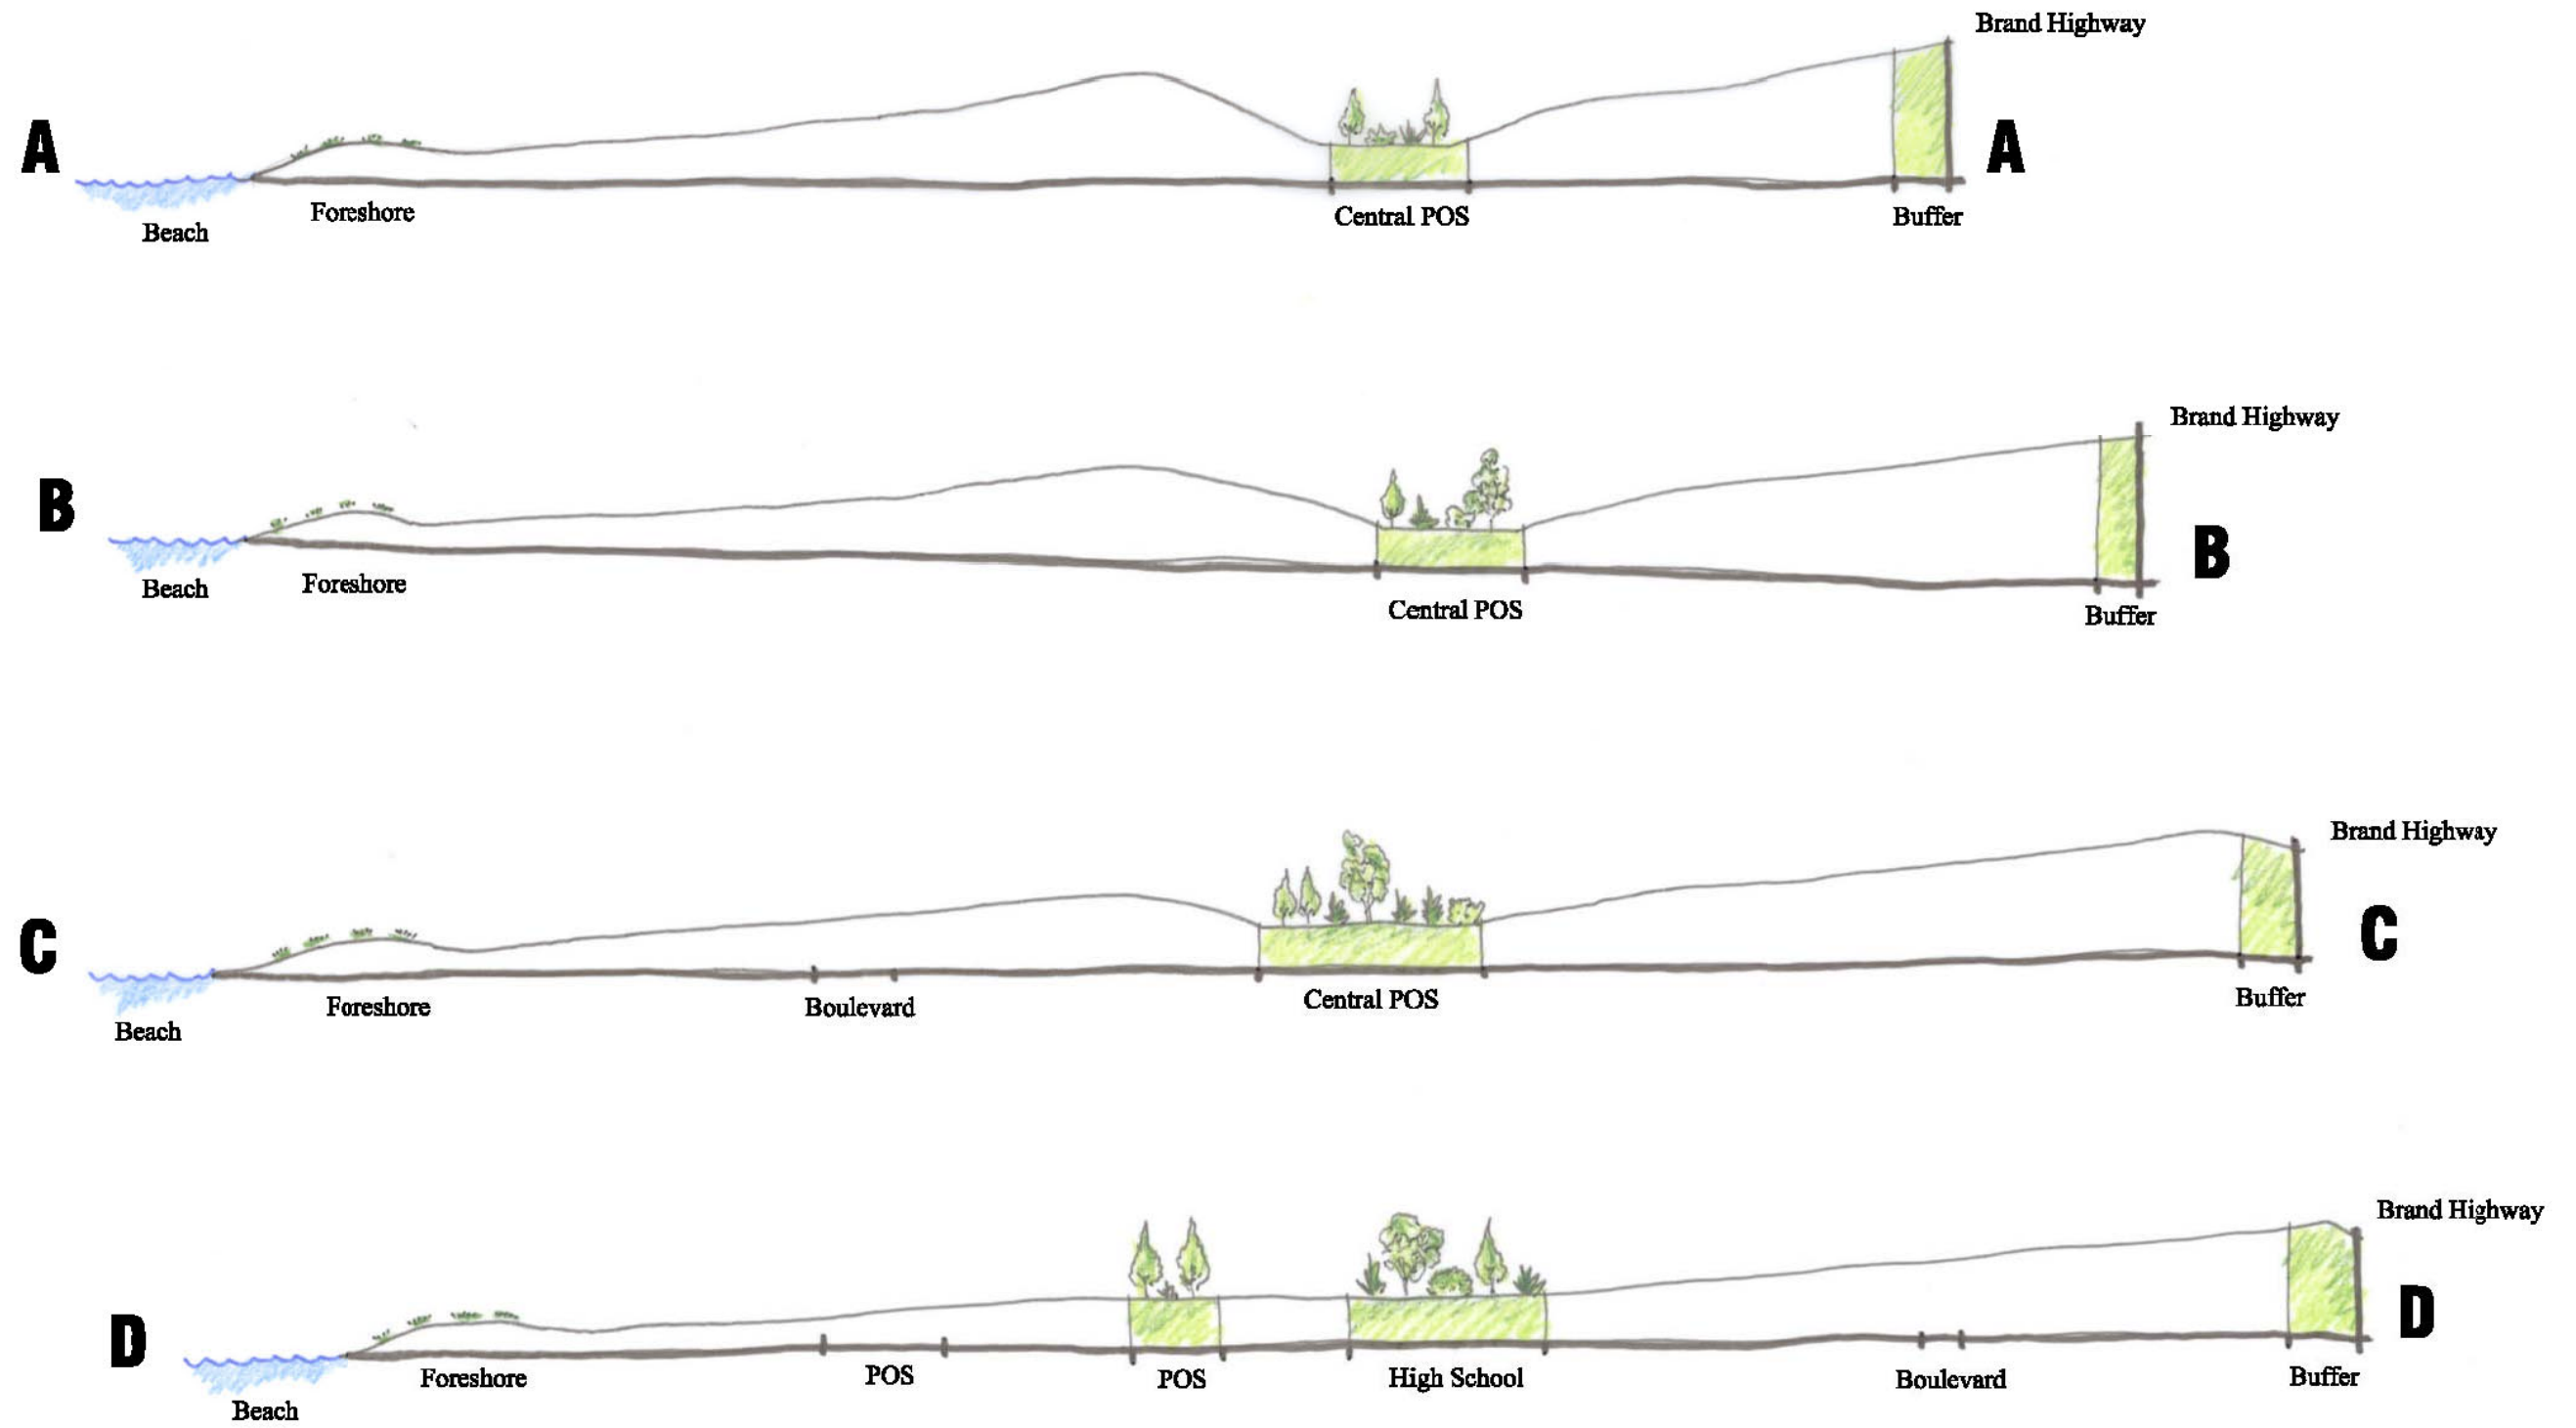 Brand Highway
A
A
Beach
Foreshore
Central POS
Buffer
Brand Highway
B
B
Beach
Foreshore
Central POS
Buffer
Brand Highway
C
C
Beach
Foreshore
Boulevard
Central POS
Buffer
Brand Highway
D
D
Beach
Foreshore
POS
POS
High School
Boulevard
Buffer